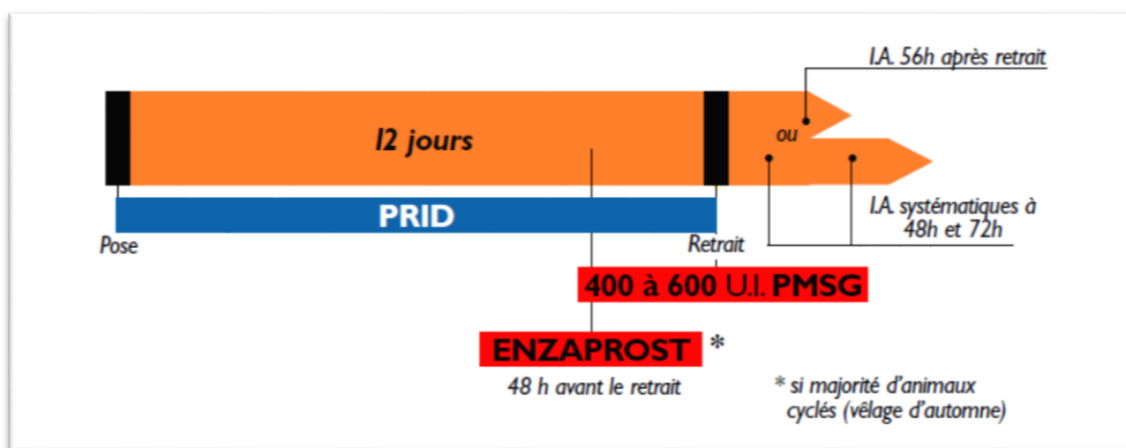 I.A. 56h après retrait
12 jours
ou
PRID
Pose
Retrait
I.A. systématiques à
48h et 72h
400 à 600 U.I. PMSG
ENZAPROST *
48 h avant le retrait
* si majorité d'animaux
cyclés (vêlage d'automne)